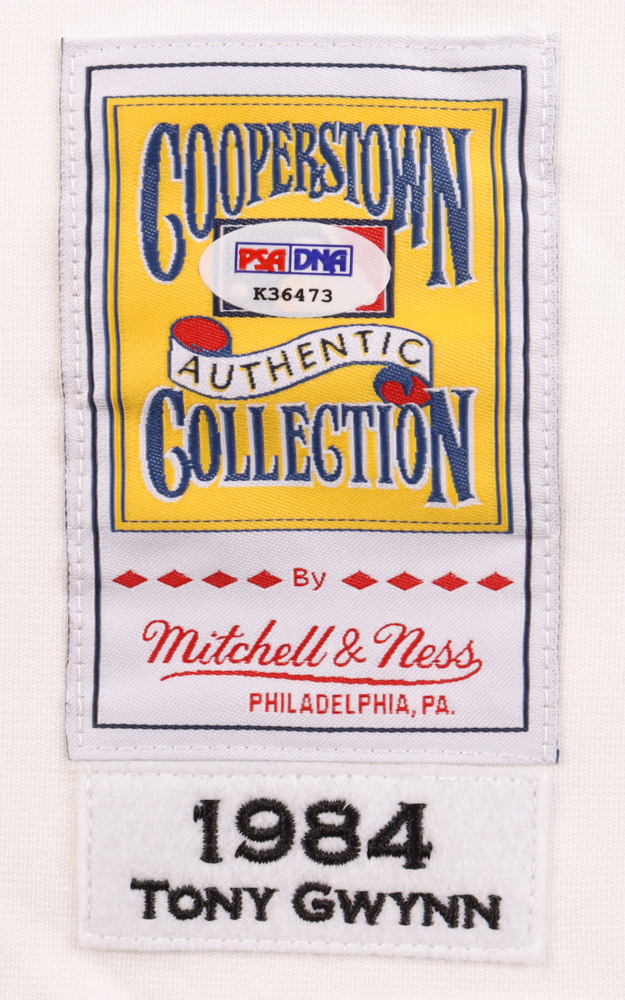 COOPERSTOWN
PSA DNA
K36473
AUTHENTIC
COLLECTION
By
Mitchell & Ness
PHILADELPHIA, PA.
1984
TONY GWYNN